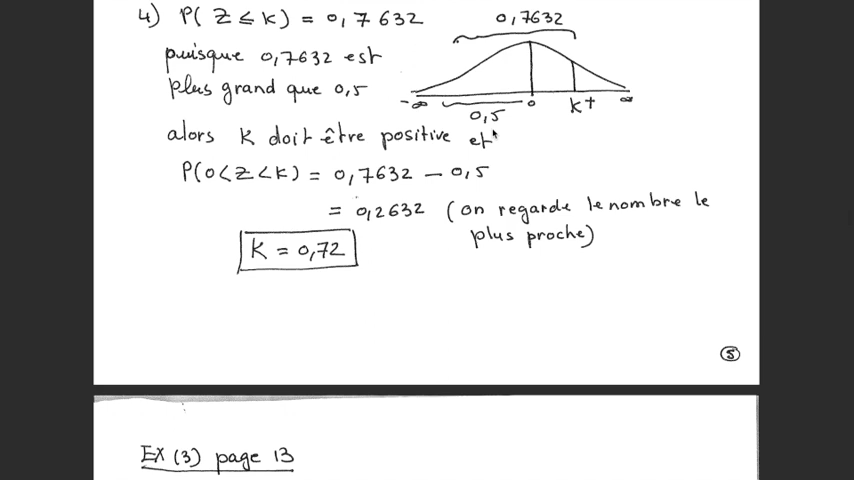 4) P( Z ≤ K) = 0,7632
0,7632
puisque 0,7632 est
plus grand que 0,5
-∞ 0 K+ ∞
0,5
alors K doit être positive et
P(0<Z<K) = 0,7632 - 0,5
= 0,2632 (on regarde le nombre le
plus proche)
K = 0,72
5
EX (3) page 13